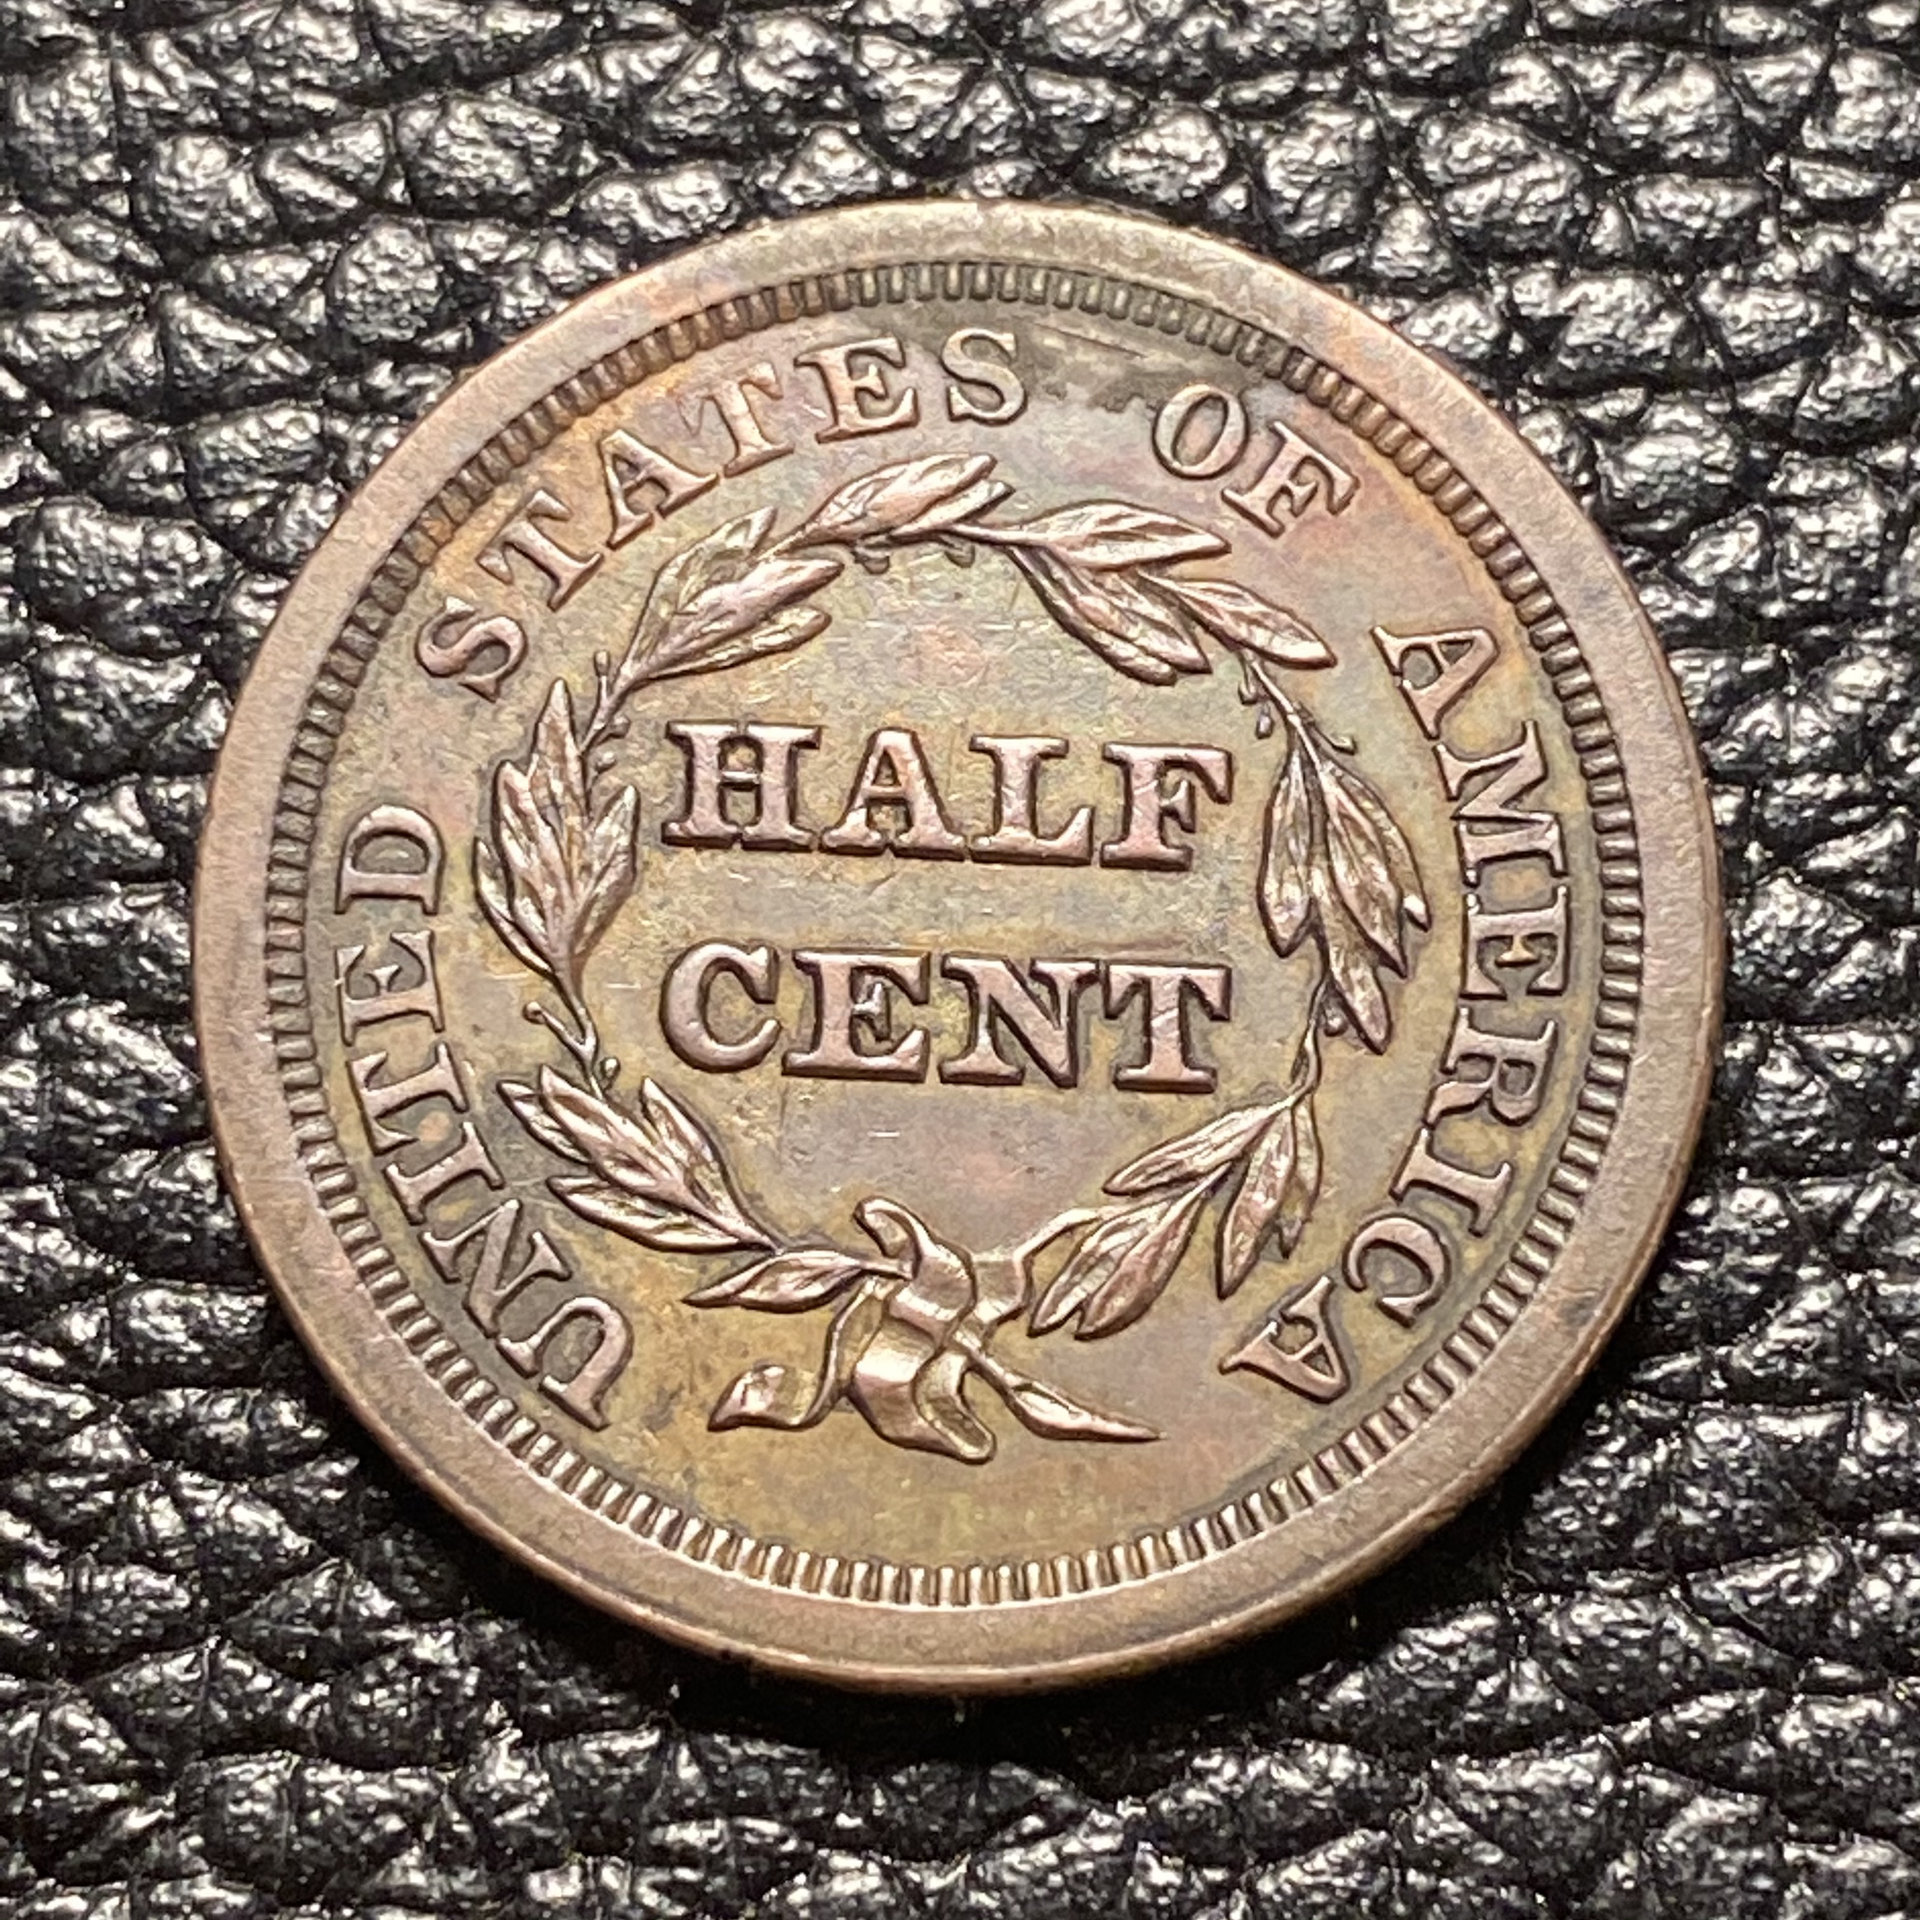 UNITED STATES OF AMERICA
HALF
CENT